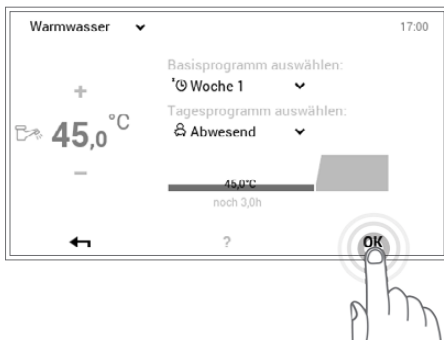 Warmwasser
17:00
Basisprogramm auswählen:
Woche 1
Tagesprogramm auswählen:
Abwesend
+
45,0°C
–
45,0°C
noch 3,0h
?
OK